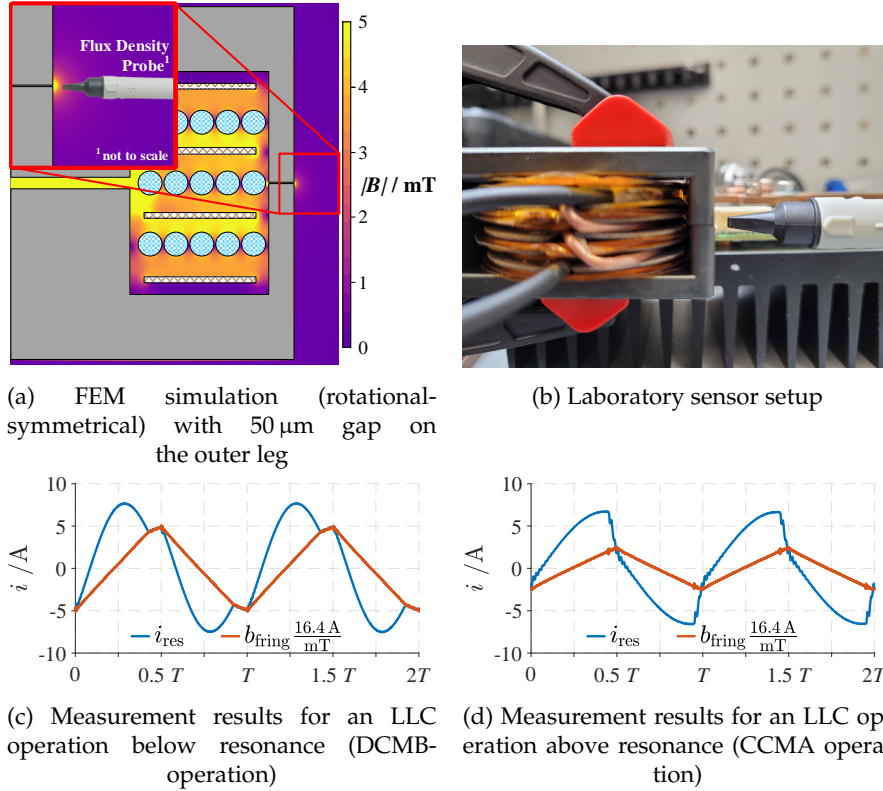 Flux Density
Probe¹
¹not to scale
5
4
3
2
1
0
|B| / mT
(a) FEM simulation (rotational-
symmetrical) with 50 μm gap on
the outer leg
(b) Laboratory sensor setup
10
5
0
-5
-10
i /A
i_res
b_fring 16.4 A/mT
0 0.5 T T 1.5 T 2T
10
5
0
-5
-10
i /A
i_res
b_fring 16.4 A/mT
0 0.5 T T 1.5 T 2T
(c) Measurement results for an LLC
operation below resonance (DCMB-
operation)
(d) Measurement results for an LLC op
eration above resonance (CCMA opera
tion)